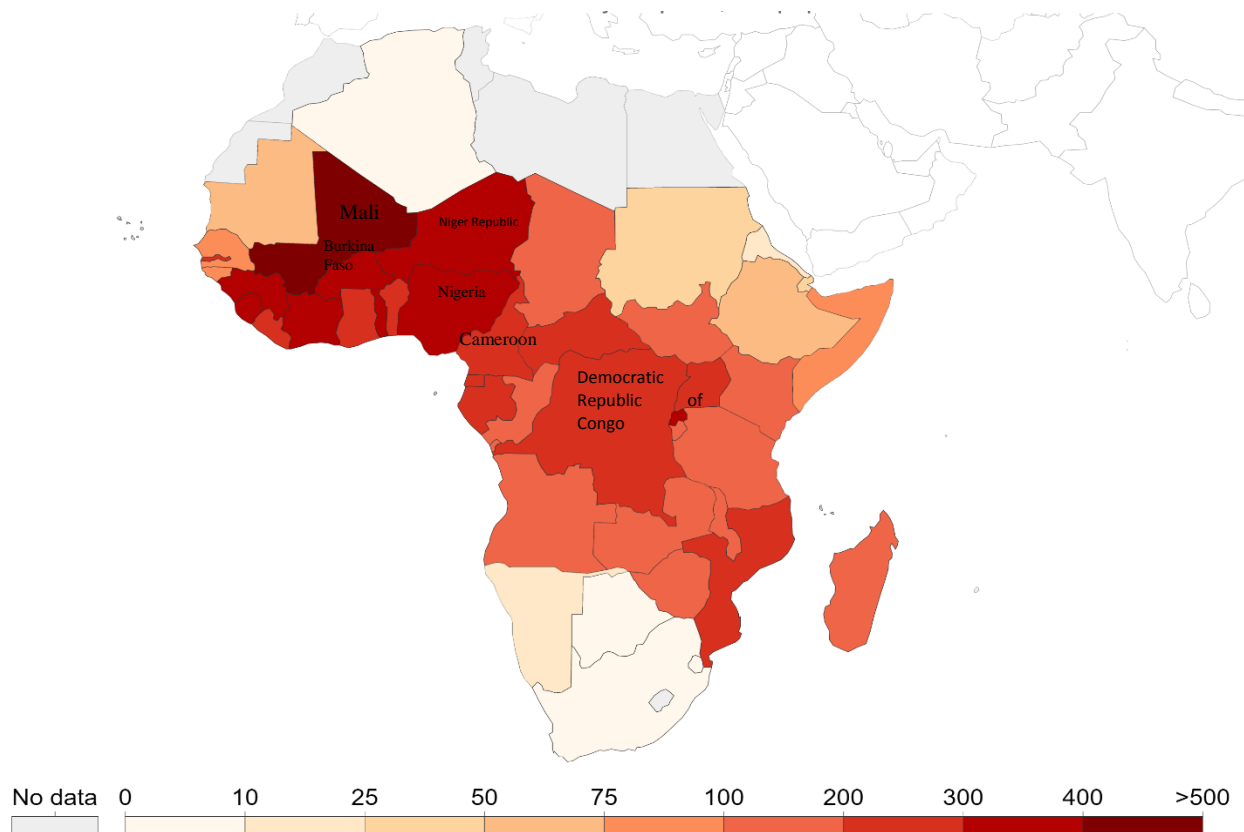 Mali
Niger Republic
Burkina
Faso
Nigeria
Cameroon
Democratic
Republic of
Congo
No data 0 10 25 50 75 100 200 300 400 >500